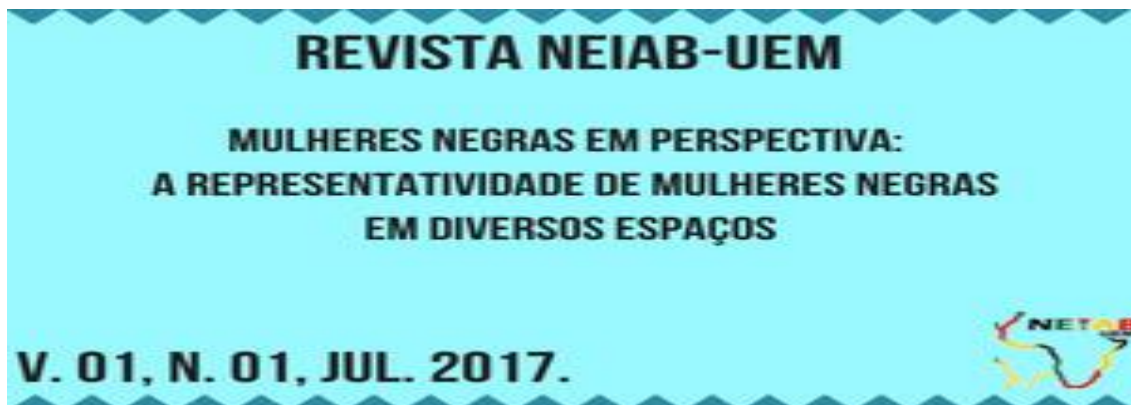 REVISTA NEIAB-UEM
MULHERES NEGRAS EM PERSPECTIVA:
A REPRESENTATIVIDADE DE MULHERES NEGRAS
EM DIVERSOS ESPAÇOS
V. 01, N. 01, JUL. 2017.